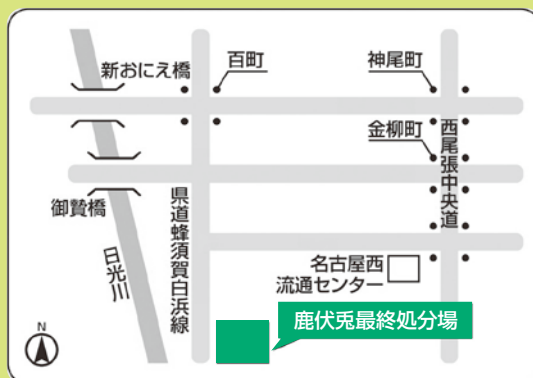 新おにえ橋
百町
神尾町
金柳町
西尾張中央道
御贄橋
県道蜂須賀白浜線
日光川
名古屋西
流通センター
鹿伏兎最終処分場
N